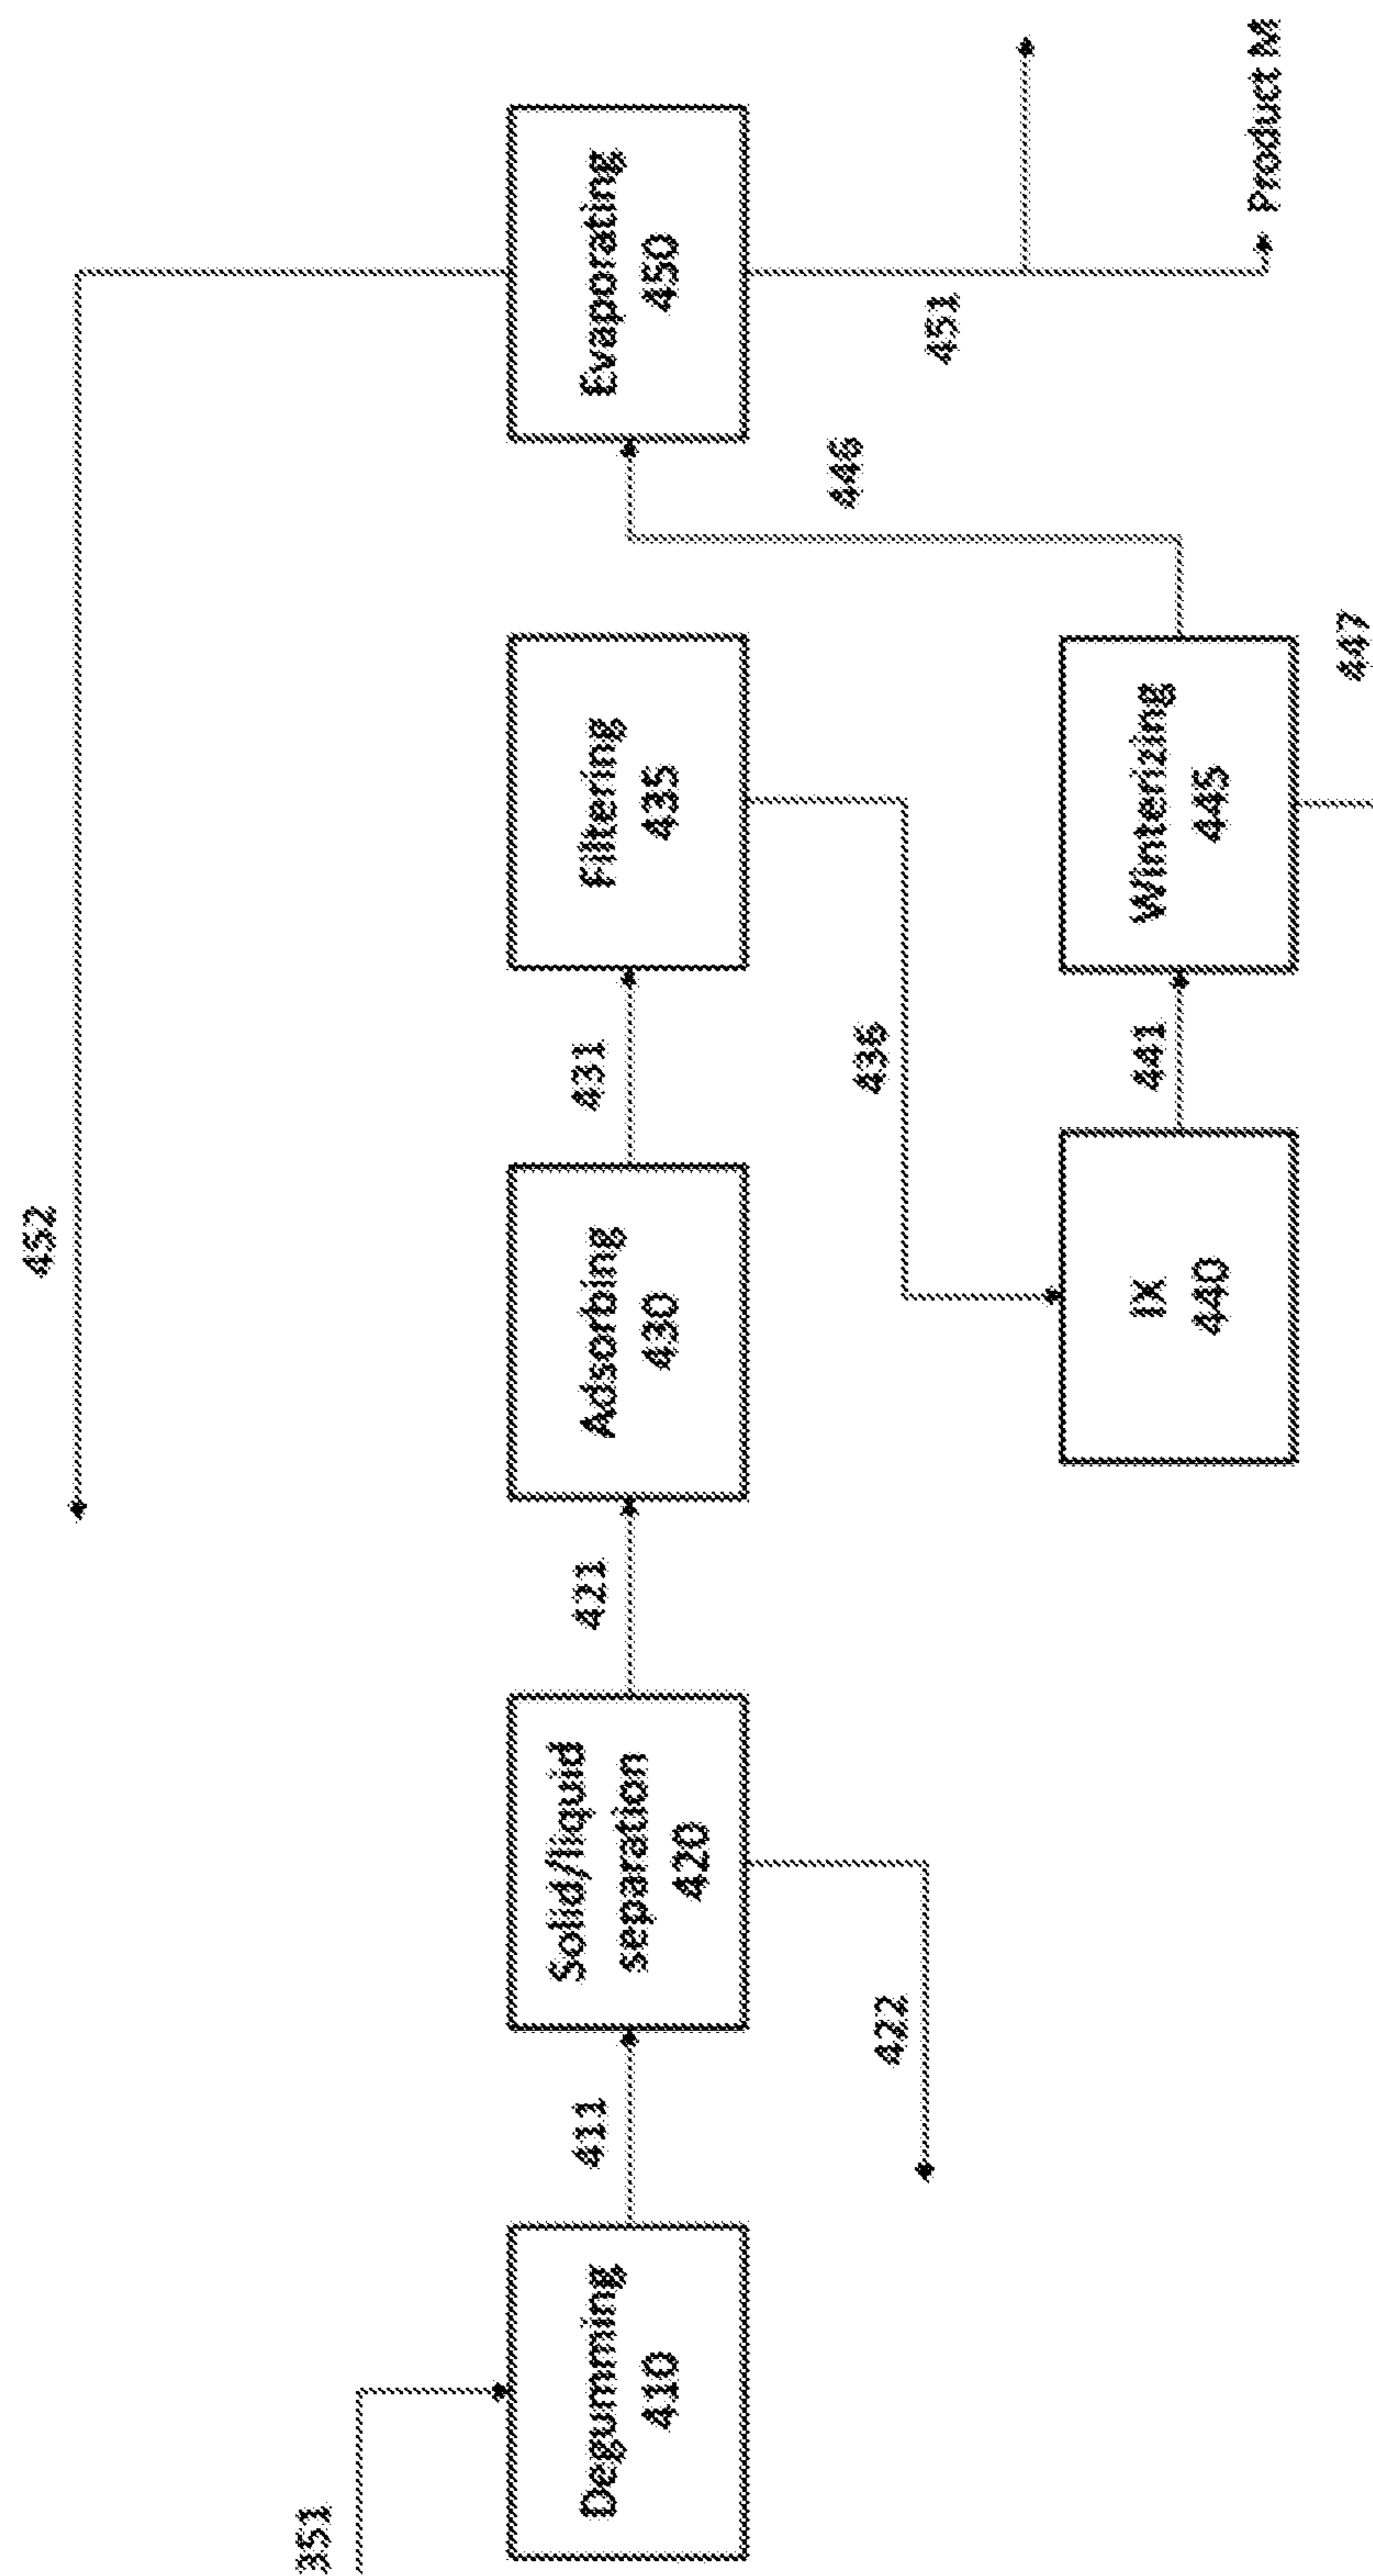 452
351
Degumming
410
411
Solid/liquid
separation
420
421
Adsorbing
430
431
Filtering
435
Evaporating
450
422
436
446
451
IX
440
441
Winterizing
445
Product M
447